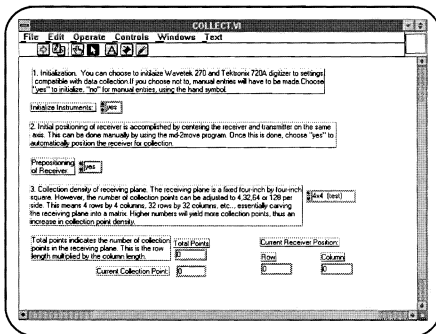 COLLECT.VI
File Edit Operate Controls Windows Text
1. Initialization. You can choose to initilaize Wavetek 270 and Tektronix 720A digitizer to settings
compatible with data collection.If you choose not to, manual entries will have to be made.Choose
"yes" to initialize, "no" for manual entries, using the hand symbol.
Initialize Instruments: yes
2. Initial positioning of receiver is accomplished by centering the receiver and transmitter on the same
axis. This can be done manually by using the md-2move program. Once this is done, choose "yes" to
automatically position the receiver for collection.
Prepositioning
of Receiver: yes
3. Collection density of receiving plane. The receiving plane is a fixed four-inch by four-inch
square. However, the number of collection points can be adjusted to 4,32,64 or 128 per
side. This means 4 rows by 4 columns, 32 rows by 32 columns, etc... essentially carving
the receiving plane into a matrix. Higher numbers will yield more collection points, thus an
increase in collection point density.
4x4 (test)
Total points indicates the number of collection
points in the receiving plane. This is the row
length multiplied by the column length.
Total Points:
0
Current Receiver Position:
Row Column
0 0
Current Collection Point: 0